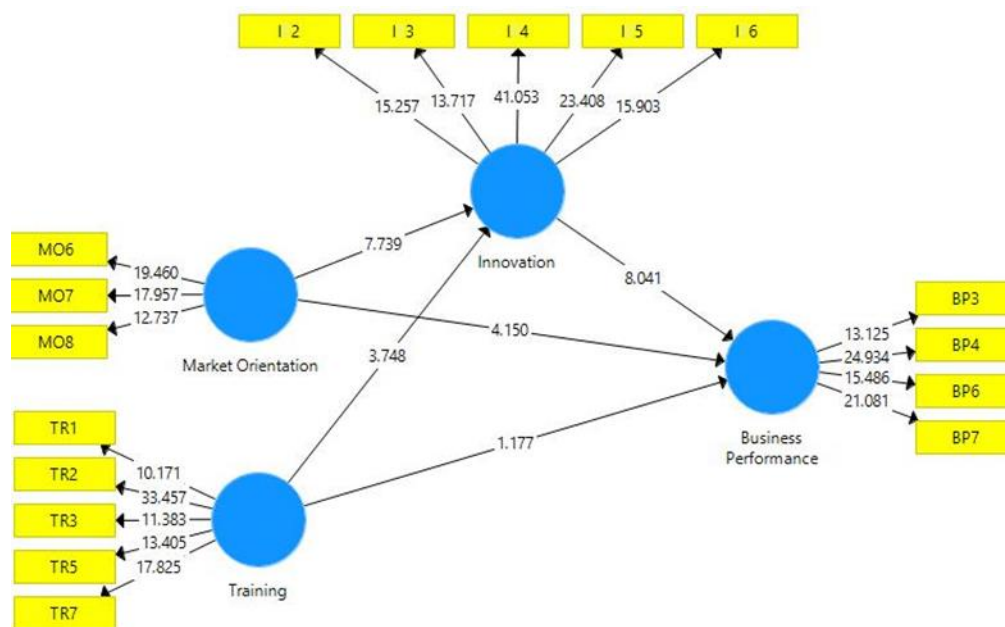 I 2
I 3
I 4
I 5
I 6
15.257
13.717
41.053
23.408
15.903
Innovation
MO6
MO7
MO8
19.460
17.957
12.737
Market Orientation
7.739
8.041
4.150
3.748
1.177
BP3
BP4
BP6
BP7
13.125
24.934
15.486
21.081
Business
Performance
TR1
TR2
TR3
TR5
TR7
10.171
33.457
11.383
13.405
17.825
Training